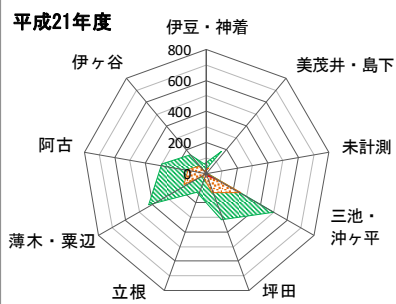 平成21年度
伊豆・神着
800
600
400
200
0
美茂井・島下
未計測
三池・
沖ヶ平
坪田
立根
薄木・粟辺
阿古
伊ヶ谷